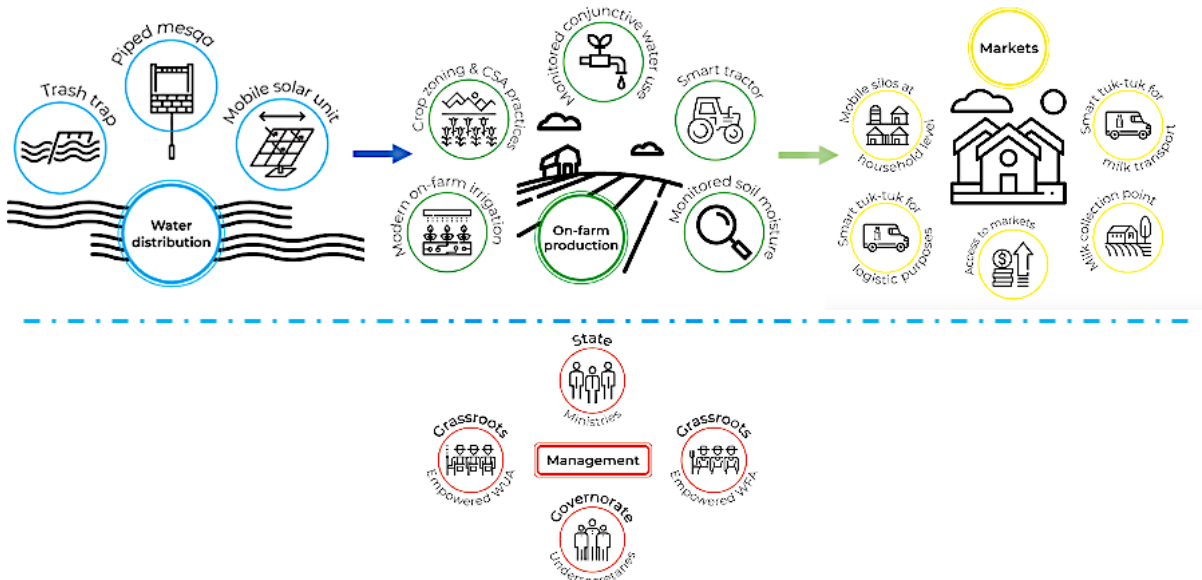 Trash trap
Piped mesqa
Mobile solar unit
Water
distribution
Crop zoning & CSA practices
Monitored conjunctive water use
Smart tractor
Modern on-farm irrigation
On-farm
production
Monitored soil moisture
Markets
Mobile silos at
household level
Smart tuk-tuk for
milk transport
Smart tuk-tuk for
logistic purposes
Access to markets
Milk collection point
State
Ministries
Grassroots
Empowered WUA
Management
Grassroots
Empowered WFA
Governorate
Undersecretaries